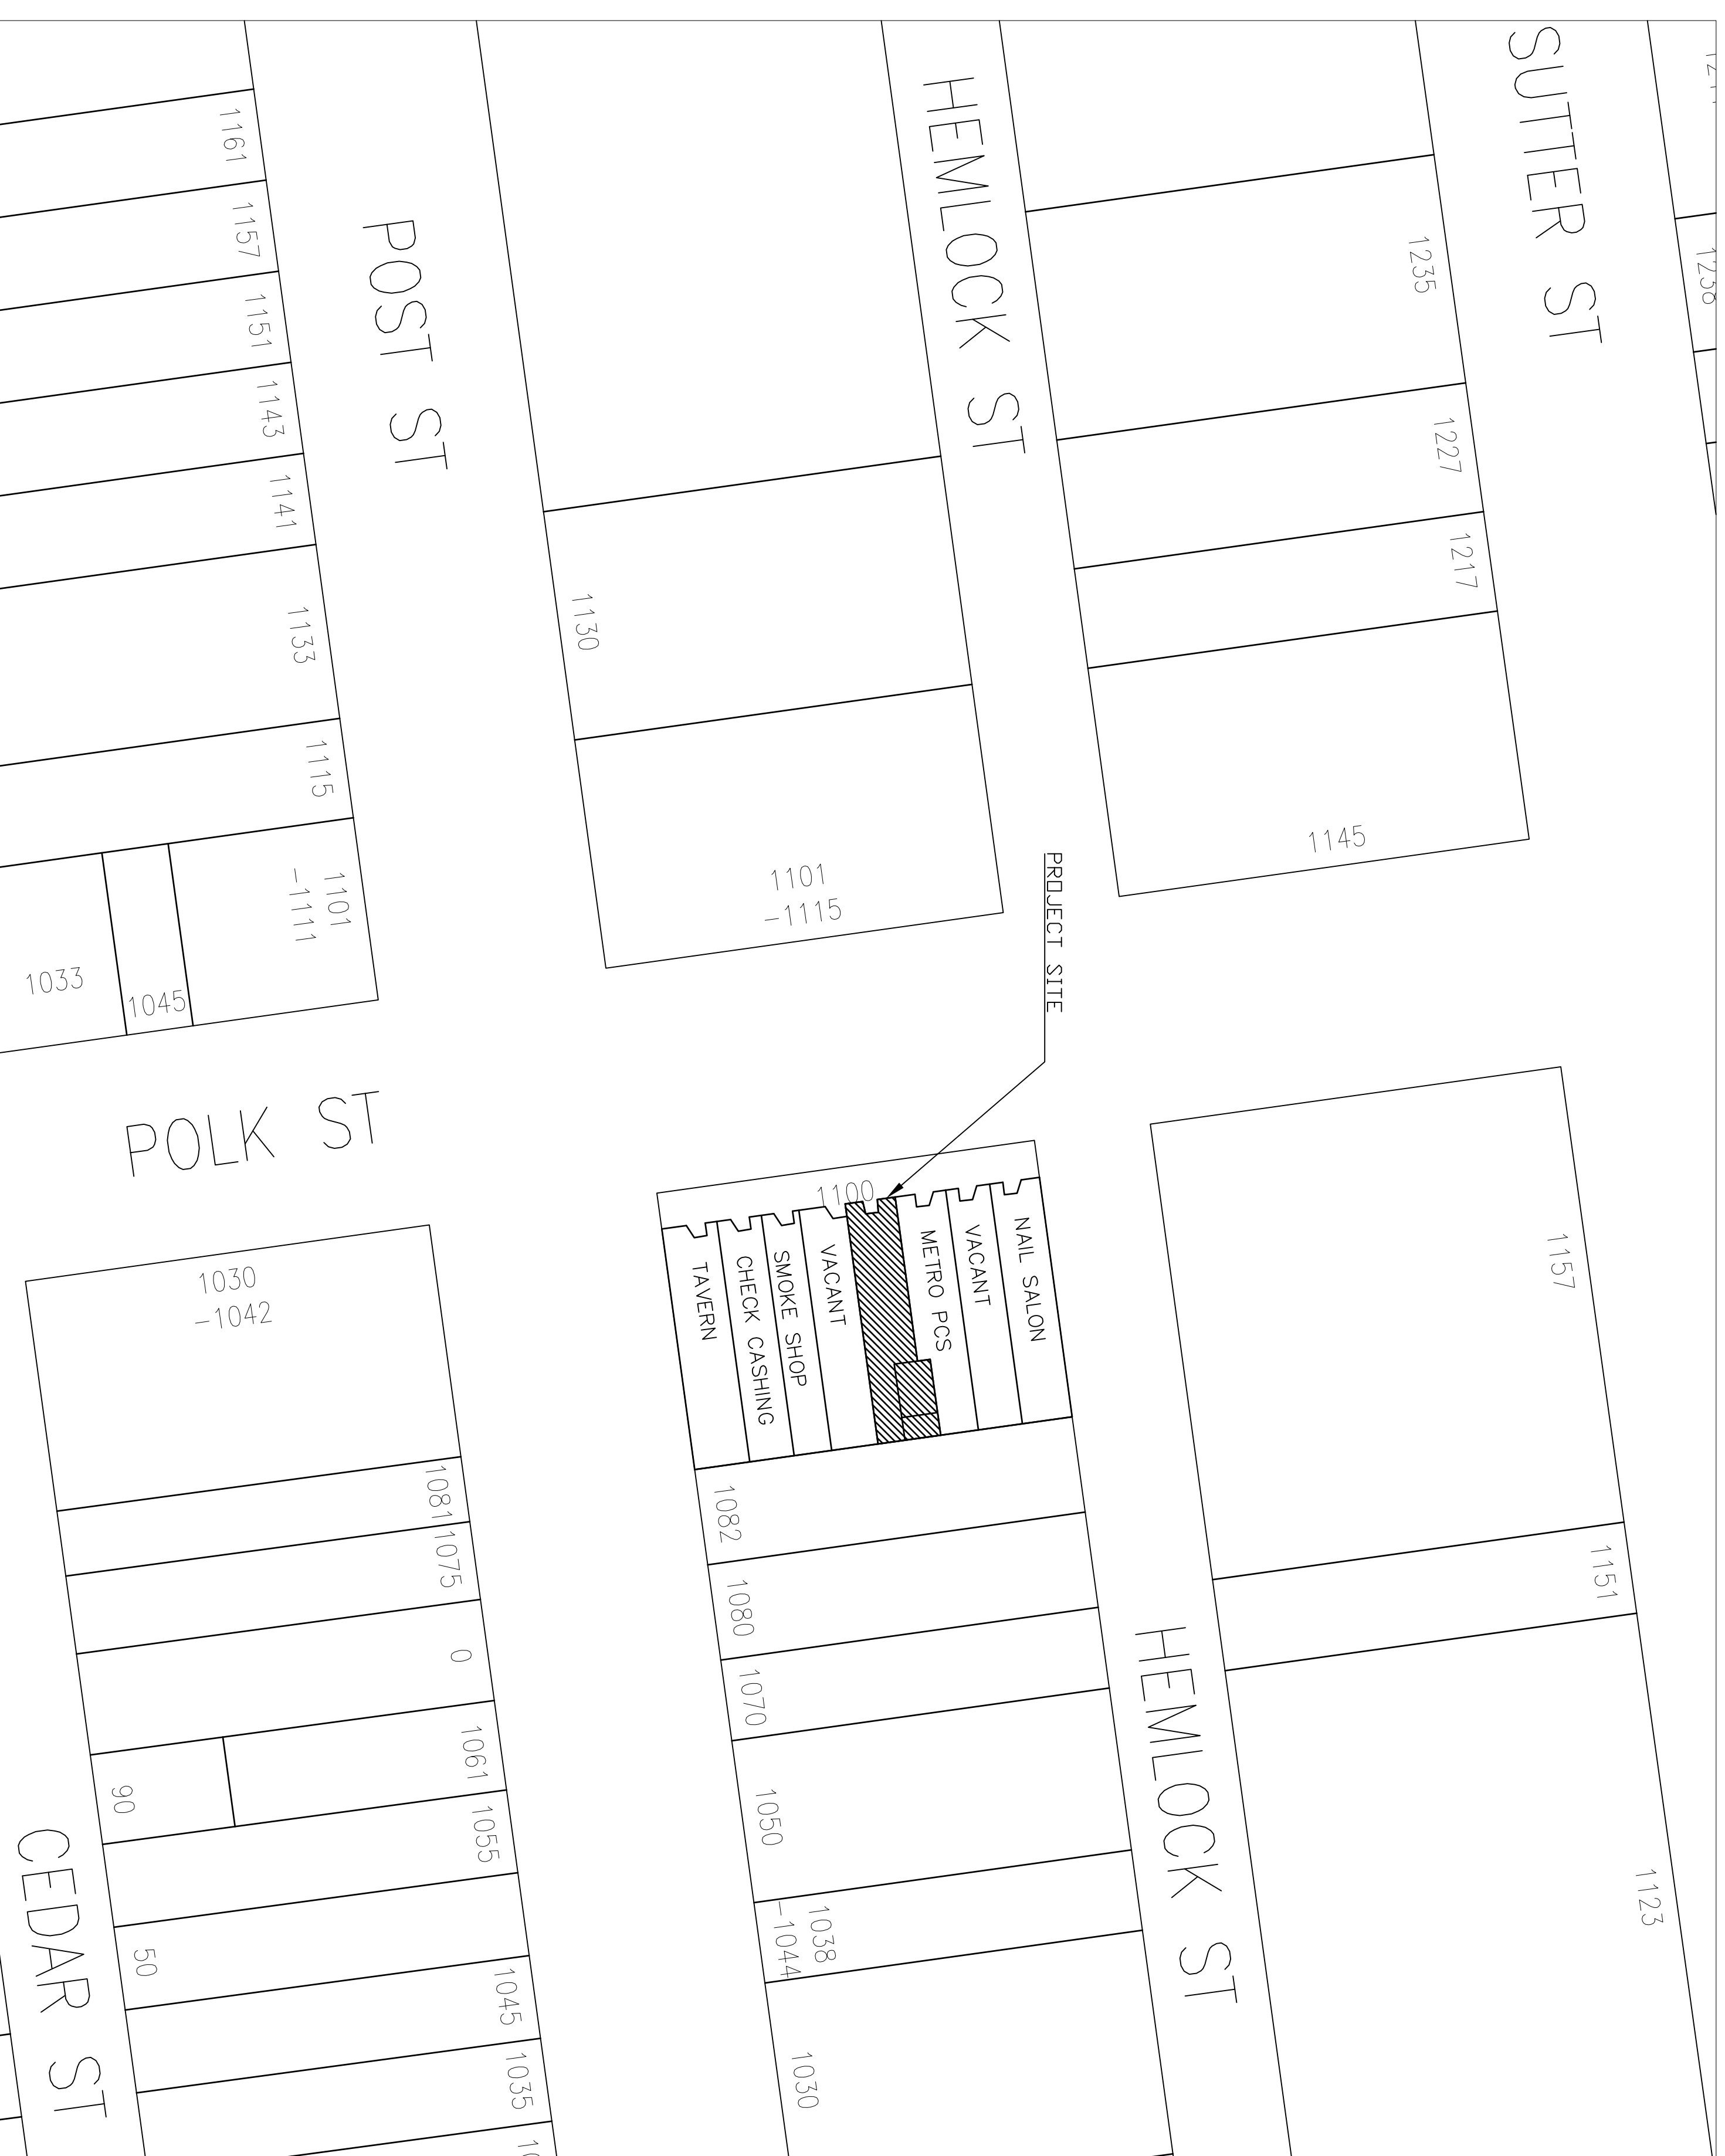 SUTTER ST
1238
1235
1227
1217
1145
HEMLOCK ST
1130
1101
-1115
POST ST
1161
1157
1151
1143
1141
1133
1115
1101
-1111
1045
1033
POLK ST
PROJECT SITE
1100
NAIL SALON
VACANT
METRO PCS
VACANT
SMOKE SHOP
CHECK CASHING
TAVERN
1157
1151
1123
HEMLOCK ST
1082
1080
1070
1050
1038
-1044
1030
1030
-1042
1081
1075
0
1061
90
1055
50
1045
1035
CEDAR ST